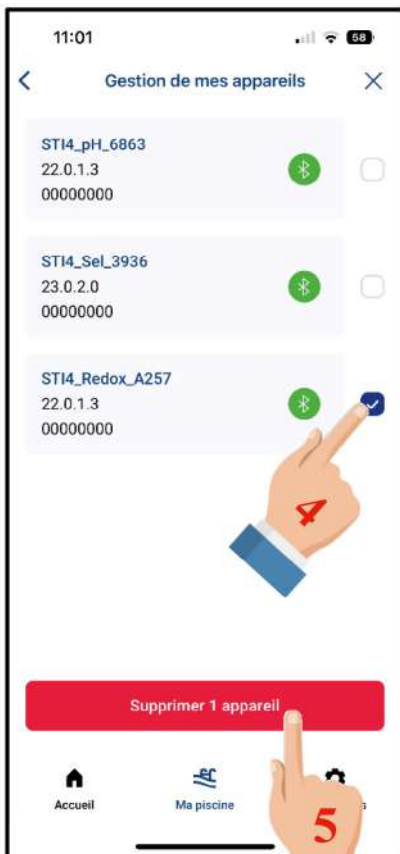 11:01
58
Gestion de mes appareils
STI4_pH_6863
22.0.1.3
00000000
STI4_Sel_3936
23.0.2.0
00000000
STI4_Redox_A257
22.0.1.3
00000000
4
Supprimer 1 appareil
Accueil
Ma piscine
5